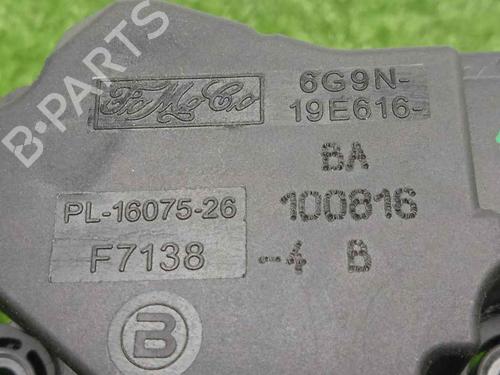 FoMoCo
6G9N-
19E616-
BA
PL-16075-26
100816
F7138
-4 B
B
B-PARTS